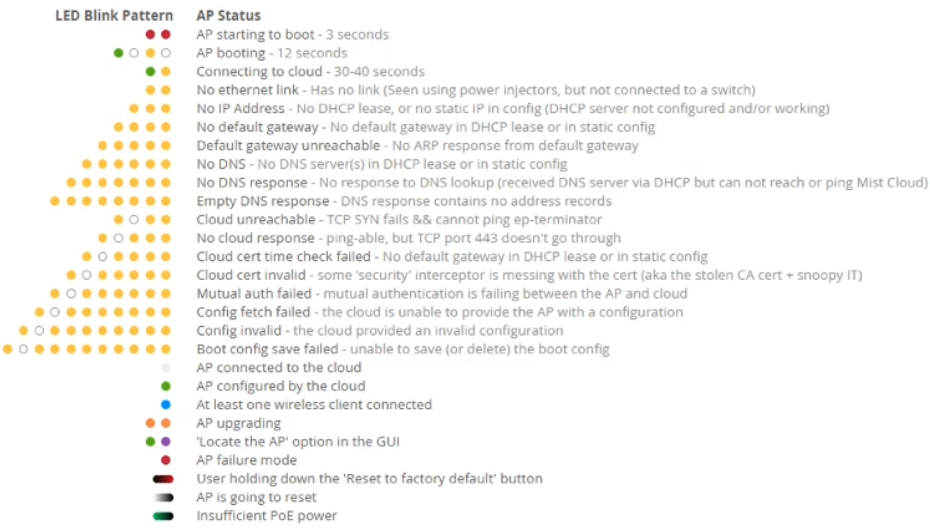 LED Blink Pattern AP Status
AP starting to boot - 3 seconds
AP booting - 12 seconds
Connecting to cloud - 30-40 seconds
No ethernet link - Has no link (Seen using power injectors, but not connected to a switch)
No IP Address - No DHCP lease, or no static IP in config (DHCP server not configured and/or working)
No default gateway - No default gateway in DHCP lease or in static config
Default gateway unreachable - No ARP response from default gateway
No DNS - No DNS server(s) in DHCP lease or in static config
No DNS response - No response to DNS lookup (received DNS server via DHCP but can not reach or ping Mist Cloud)
Empty DNS response - DNS response contains no address records
Cloud unreachable - TCP SYN fails && cannot ping ep-terminator
No cloud response - ping-able, but TCP port 443 doesn't go through
Cloud cert time check failed - No default gateway in DHCP lease or in static config
Cloud cert invalid - some 'security' interceptor is messing with the cert (aka the stolen CA cert + snoopy IT)
Mutual auth failed - mutual authentication is failing between the AP and cloud
Config fetch failed - the cloud is unable to provide the AP with a configuration
Config invalid - the cloud provided an invalid configuration
Boot config save failed - unable to save (or delete) the boot config
AP connected to the cloud
AP configured by the cloud
At least one wireless client connected
AP upgrading
'Locate the AP' option in the GUI
AP failure mode
User holding down the 'Reset to factory default' button
AP is going to reset
Insufficient PoE power